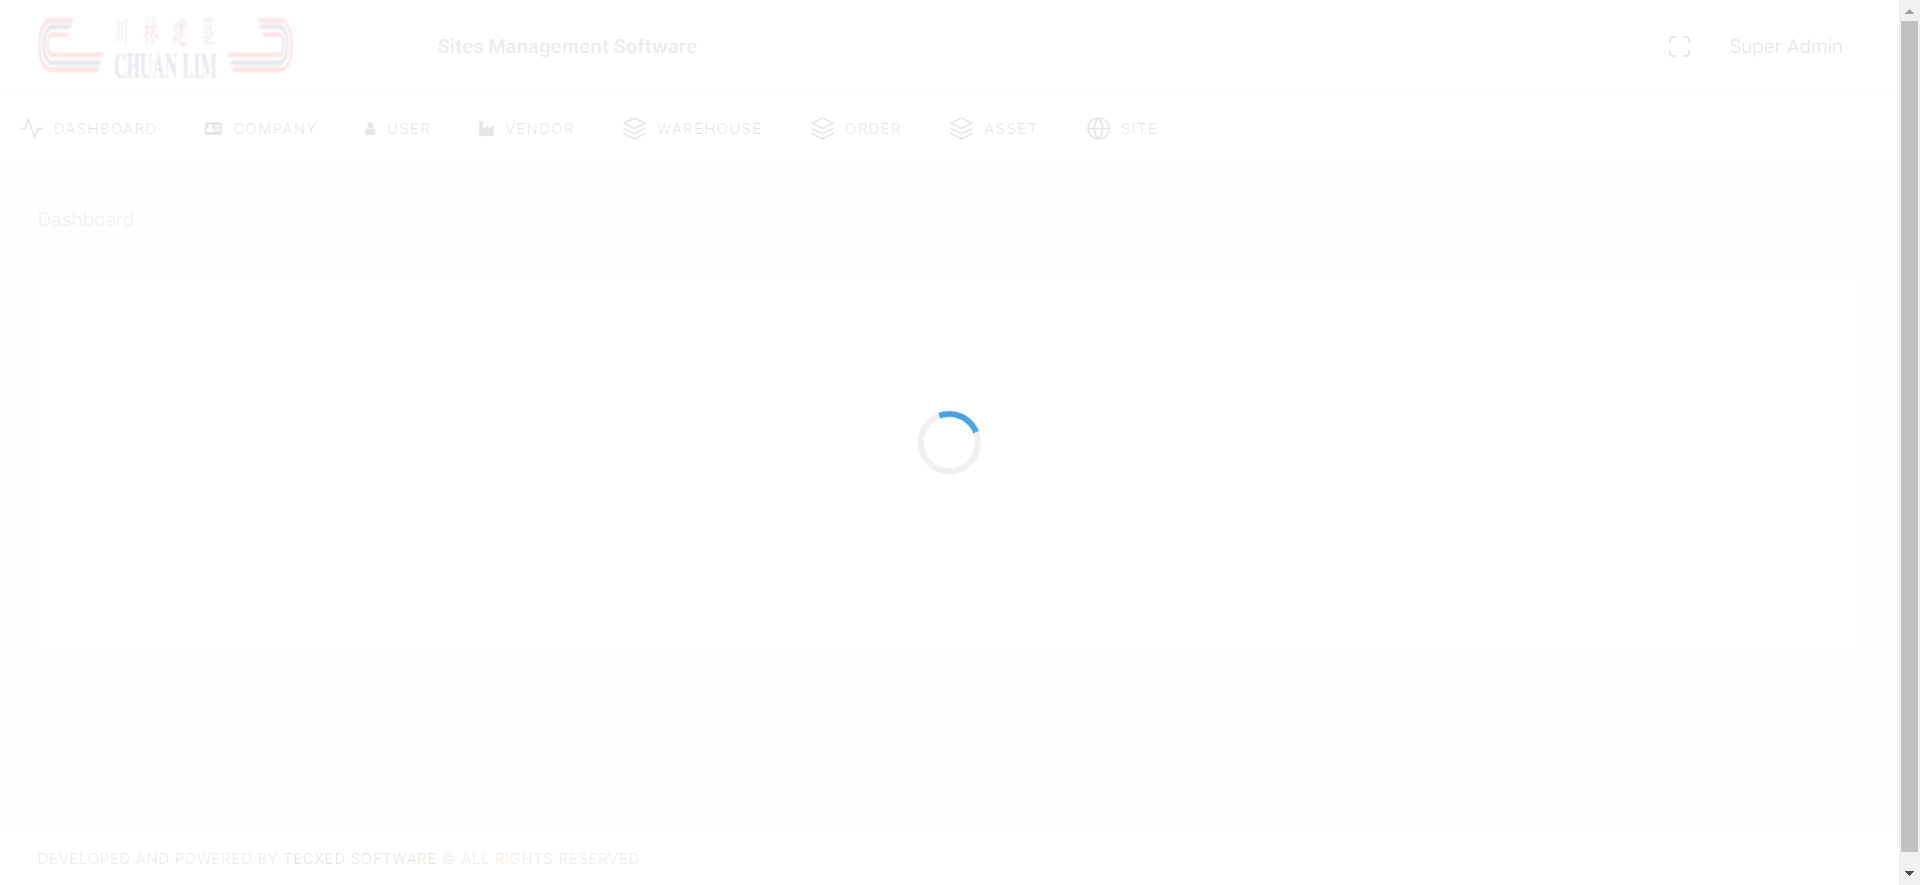 川林建築
CHUAN LIM
Sites Management Software
Super Admin
DASHBOARD
COMPANY
USER
VENDOR
WAREHOUSE
ORDER
ASSET
SITE
Dashboard
DEVELOPED AND POWERED BY TECXED SOFTWARE © ALL RIGHTS RESERVED